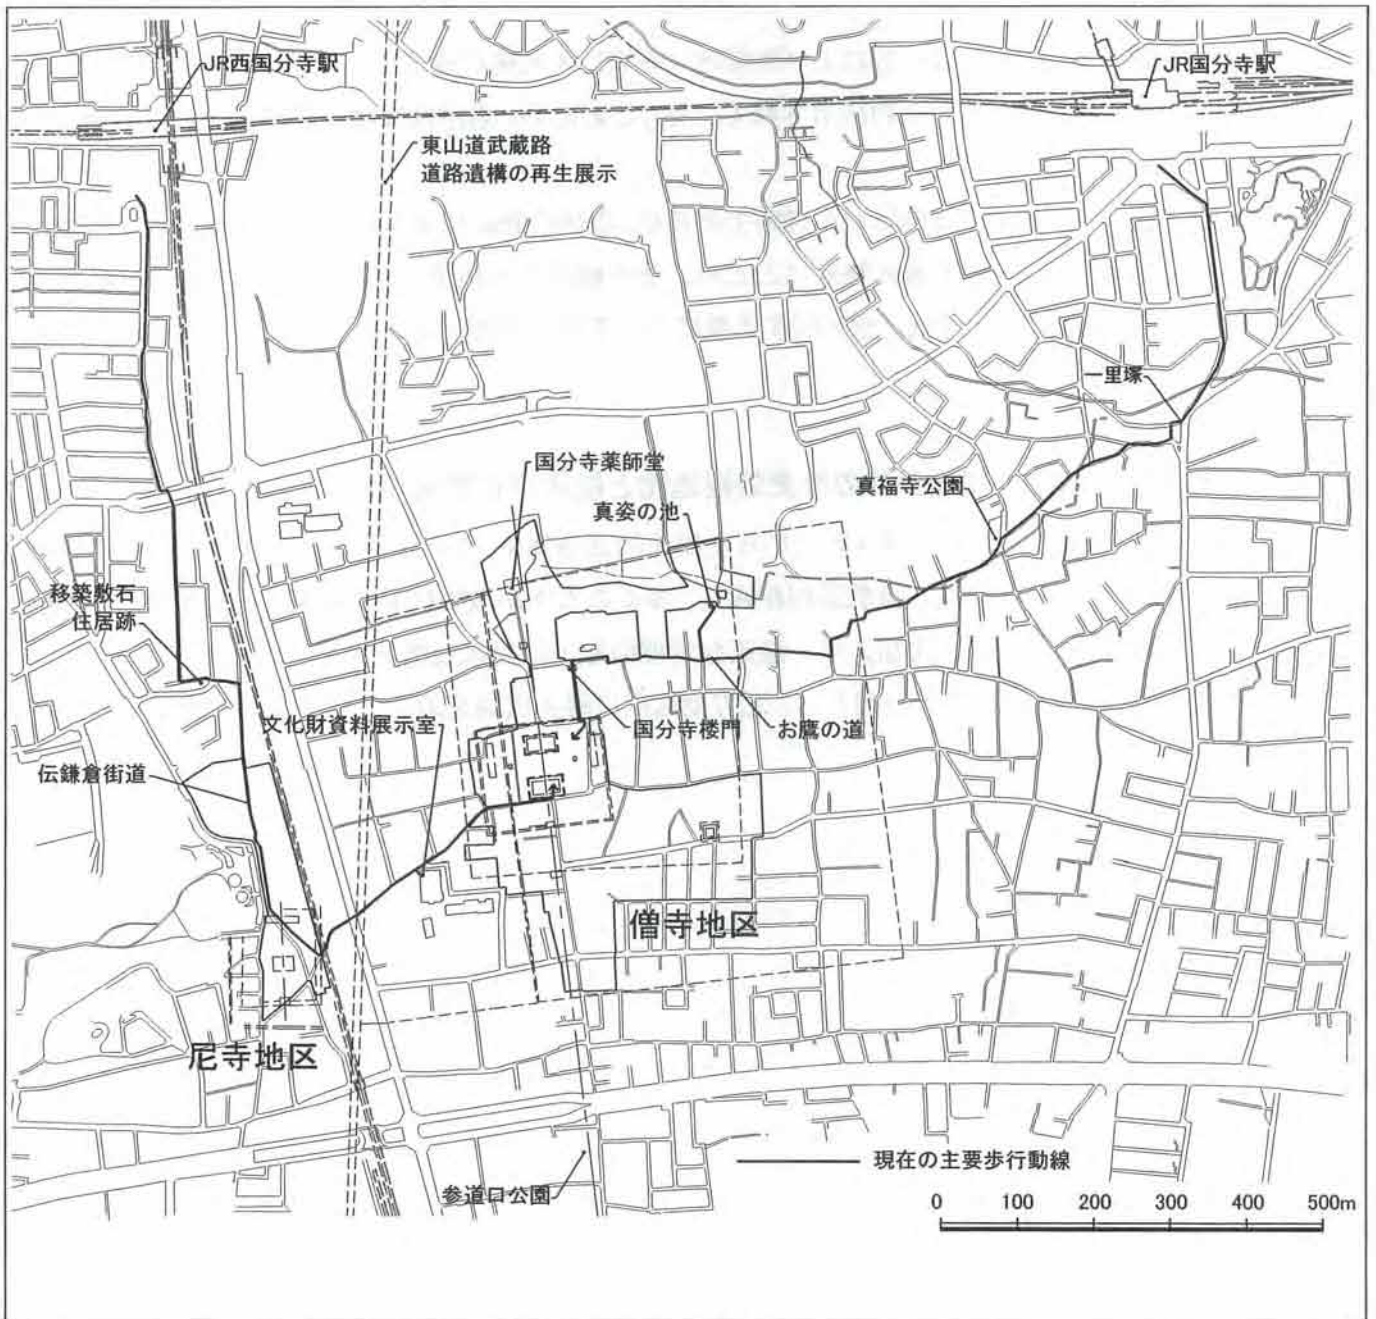 JR西国分寺駅
JR国分寺駅
東山道武蔵路
道路遺構の再生展示
一里塚
国分寺薬師堂
真福寺公園
真姿の池
移築敷石
住居跡
文化財資料展示室
国分寺楼門
お鷹の道
伝鎌倉街道
僧寺地区
尼寺地区
現在の主要歩行動線
参道口公園
0 100 200 300 400 500m